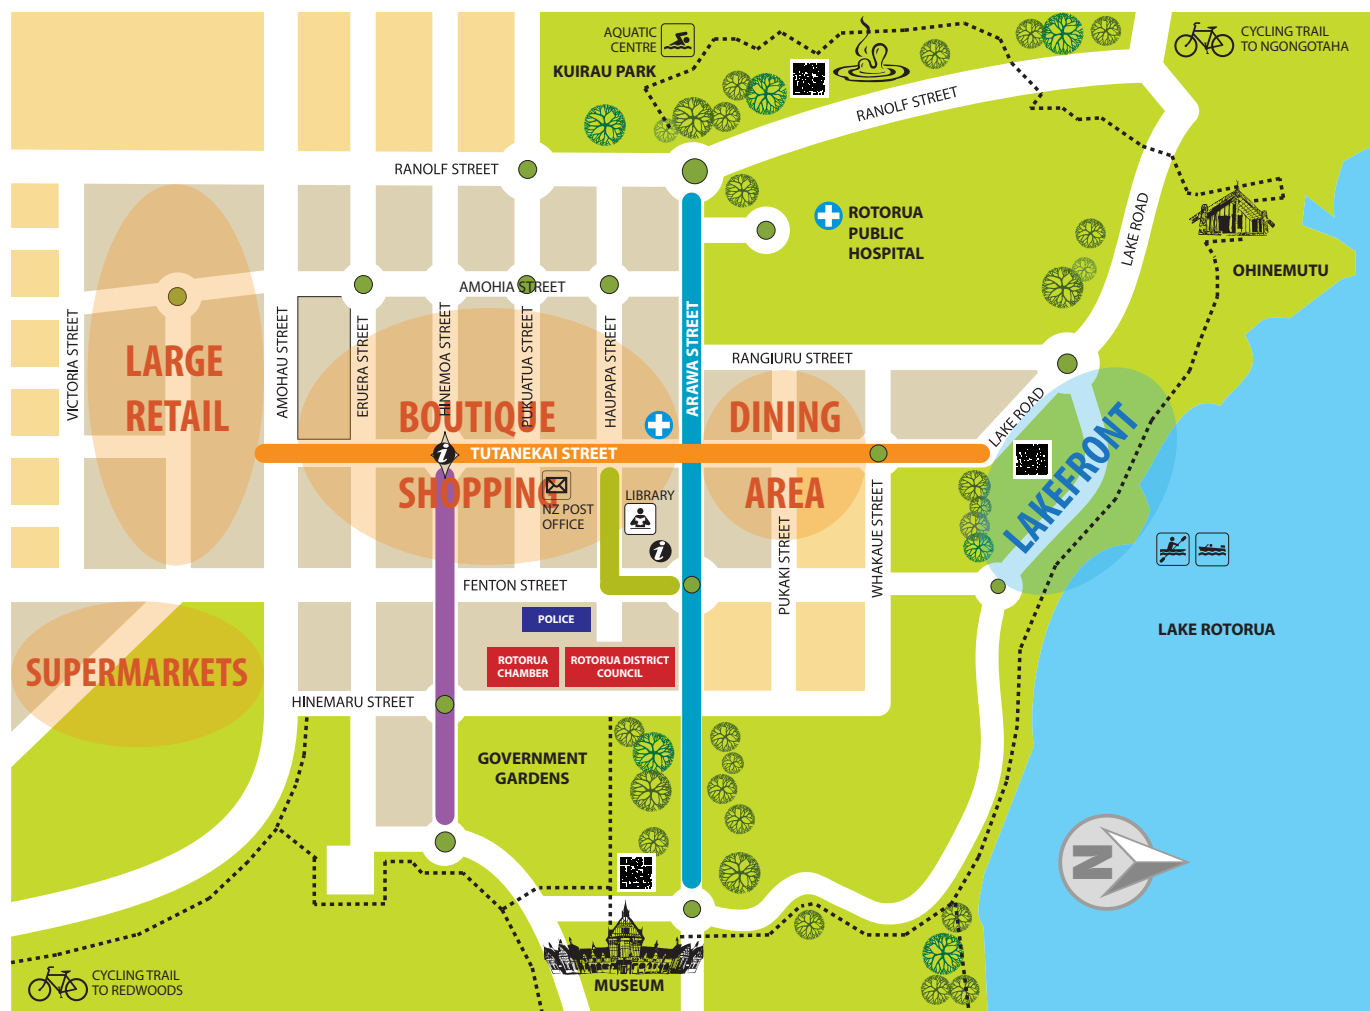 AQUATIC
CENTRE
KUIRAU PARK
CYCLING TRAIL
TO NGONGOTAHA
RANOLF STREET
RANOLF STREET
ROTORUA
PUBLIC
HOSPITAL
LAKE ROAD
OHINEMUTU
AMOHIA STREET
VICTORIA STREET
AMOHAU STREET
ERUERA STREET
HINEMOA STREET
PUKUATUA STREET
HAUPAPA STREET
ARAWA STREET
RANGIURU STREET
LARGE
RETAIL
BOUTIQUE
SHOPPING
DINING
AREA
LAKE ROAD
LAKEFRONT
TUTANEKAI STREET
i
NZ POST
OFFICE
LIBRARY
i
FENTON STREET
PUKAKI STREET
WHAKAUE STREET
POLICE
ROTORUA
CHAMBER
ROTORUA DISTRICT
COUNCIL
LAKE ROTORUA
SUPERMARKETS
HINEMARU STREET
GOVERNMENT
GARDENS
N
MUSEUM
CYCLING TRAIL
TO REDWOODS